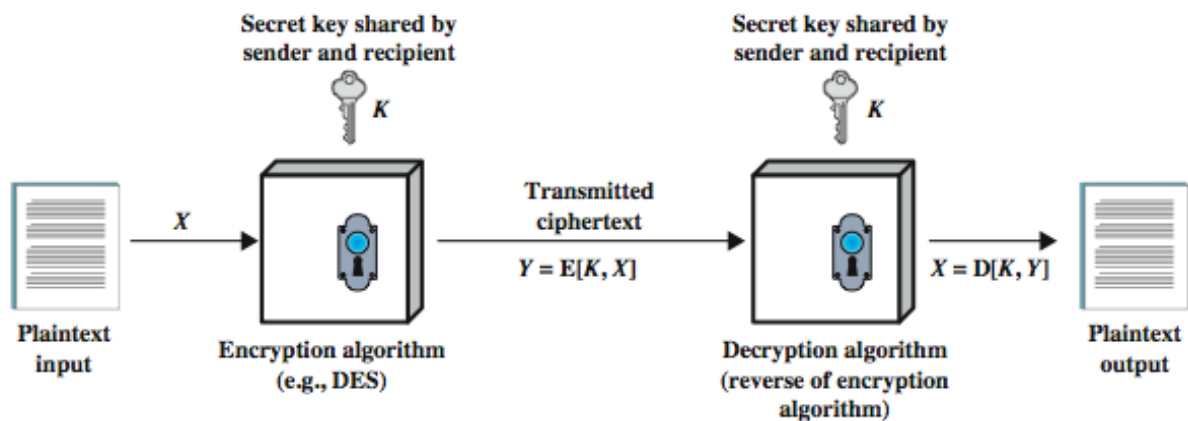 Secret key shared by
sender and recipient
K
Secret key shared by
sender and recipient
K
X
Transmitted
ciphertext
Y = E[K, X]
X = D[K, Y]
Plaintext
input
Encryption algorithm
(e.g., DES)
Decryption algorithm
(reverse of encryption
algorithm)
Plaintext
output